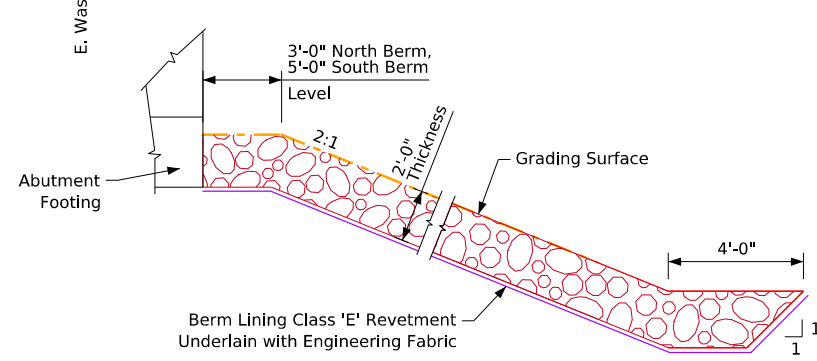 E. Was
3'-0" North Berm,
5'-0" South Berm
Level
2:1
2'-0"
Thickness
Grading Surface
Abutment
Footing
4'-0"
Berm Lining Class 'E' Revetment
Underlain with Engineering Fabric
1
1